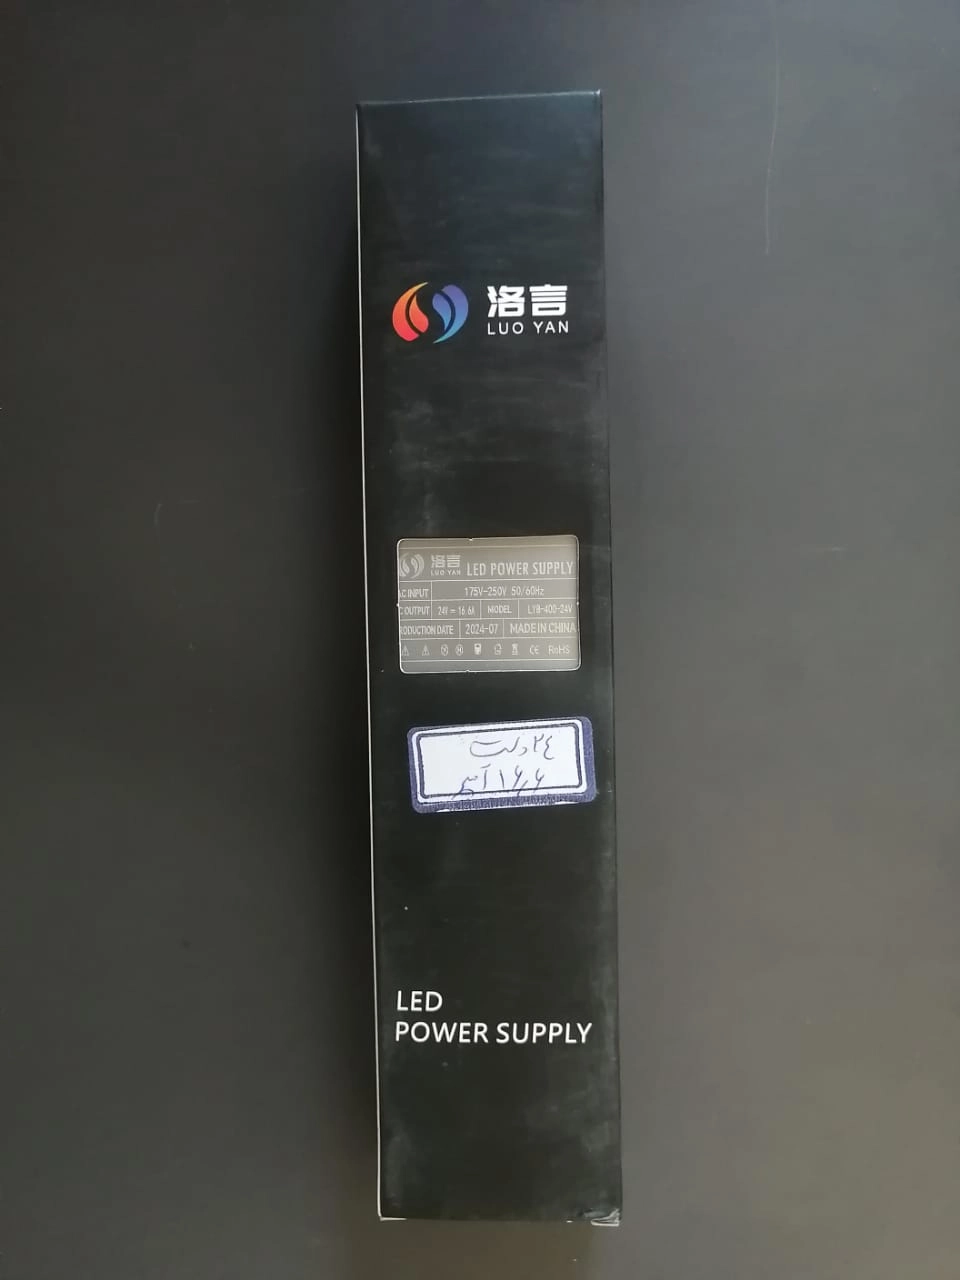 洛言
LUO YAN
洛言
LUO YAN
LED POWER SUPPLY
AC INPUT 175V-250V 50/60Hz
C OUTPUT 24V⎓16.6A MODEL LYB-400-24V
RODUCTION DATE 2024-07 MADE IN CHINA
CE RoHS
۲۴ ولت
۱۶,۶ آمپر
LED
POWER SUPPLY